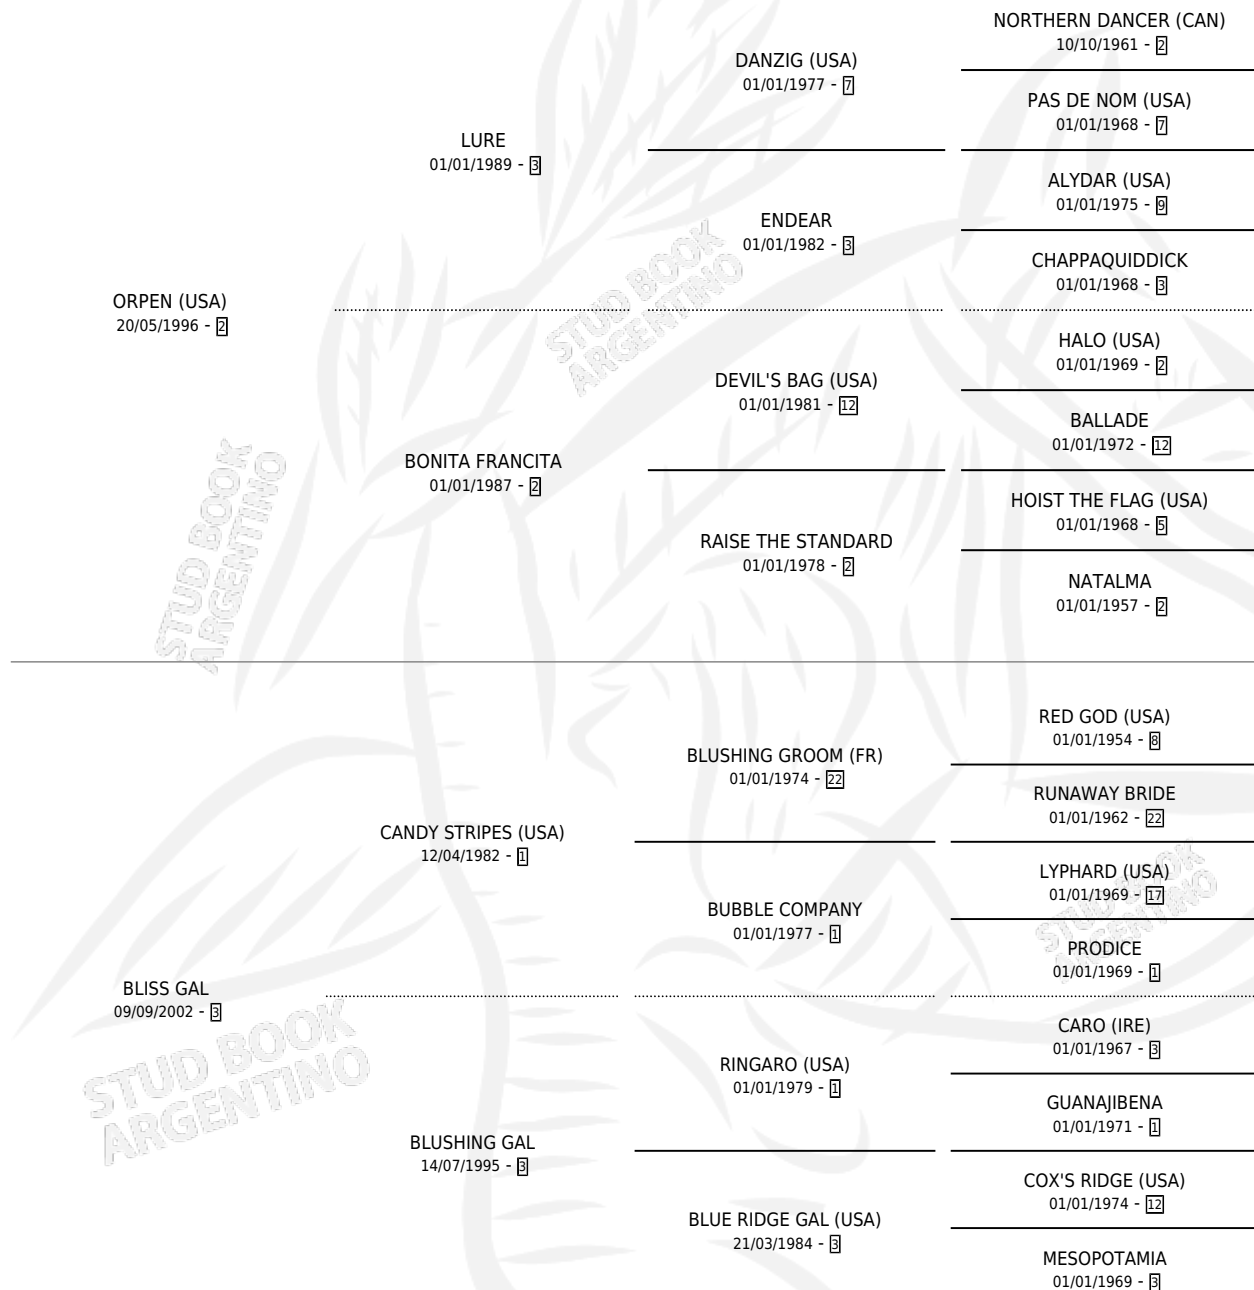 NORTHERN DANCER (CAN)
10/10/1961 - 2
DANZIG (USA)
01/01/1977 - 7
PAS DE NOM (USA)
01/01/1968 - 7
LURE
01/01/1989 - 3
ALYDAR (USA)
01/01/1975 - 9
ENDEAR
01/01/1982 - 3
CHAPPAQUIDDICK
01/01/1968 - 3
STUD BOOK
ARGENTINO
ORPEN (USA)
20/05/1996 - 2
HALO (USA)
01/01/1969 - 2
DEVIL'S BAG (USA)
01/01/1981 - 12
BALLADE
01/01/1972 - 12
BONITA FRANCITA
01/01/1987 - 2
HOIST THE FLAG (USA)
01/01/1968 - 5
RAISE THE STANDARD
01/01/1978 - 2
NATALMA
01/01/1957 - 2
STUD BOOK
ARGENTINO
RED GOD (USA)
01/01/1954 - 8
BLUSHING GROOM (FR)
01/01/1974 - 22
RUNAWAY BRIDE
01/01/1962 - 22
CANDY STRIPES (USA)
12/04/1982 - 1
LYPHARD (USA)
01/01/1969 - 17
BUBBLE COMPANY
01/01/1977 - 1
STUD BOOK
ARGENTINO
PRODICE
01/01/1969 - 1
BLISS GAL
09/09/2002 - 3
CARO (IRE)
01/01/1967 - 3
RINGARO (USA)
01/01/1979 - 1
GUANAJIBENA
01/01/1971 - 1
STUD BOOK
ARGENTINO
BLUSHING GAL
14/07/1995 - 3
COX'S RIDGE (USA)
01/01/1974 - 12
BLUE RIDGE GAL (USA)
21/03/1984 - 3
MESOPOTAMIA
01/01/1969 - 3